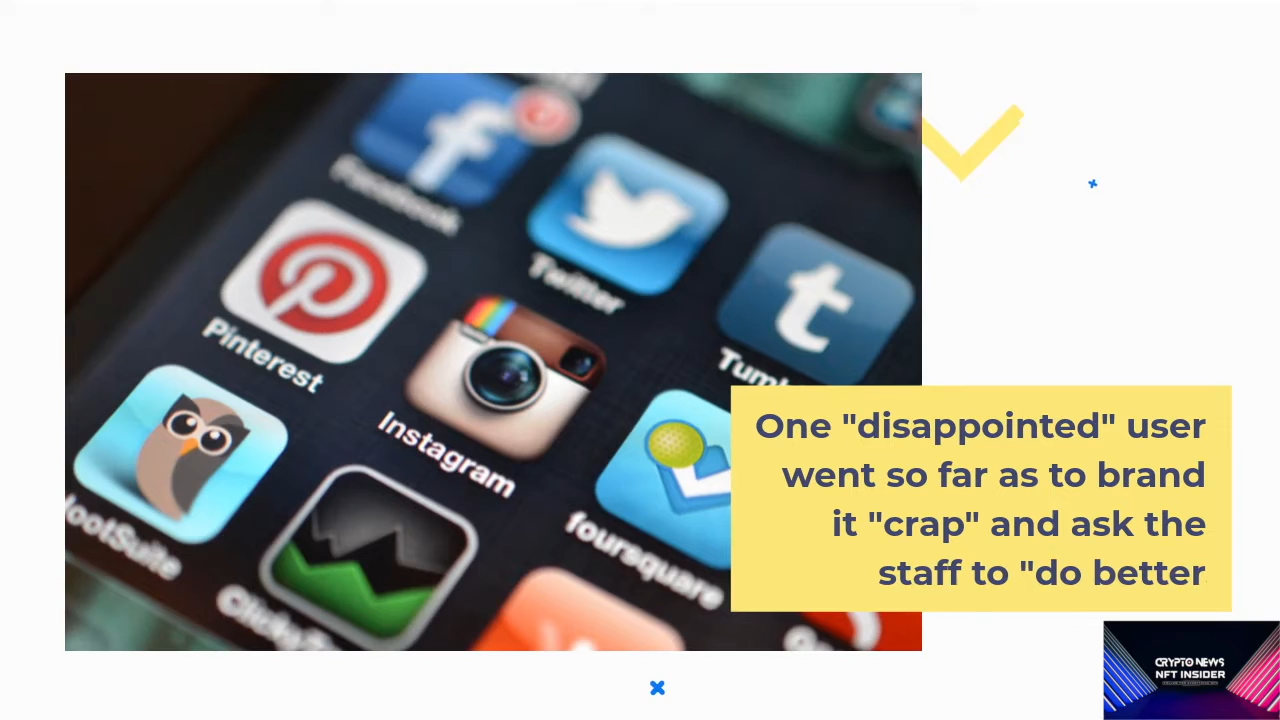 Facebook
Twitter
Pinterest
Tumb
Instagram
foursquare
lootSuite
One "disappointed" user
went so far as to brand
it "crap" and ask the
staff to "do better
CRYPTO NEWS
NFT INSIDER